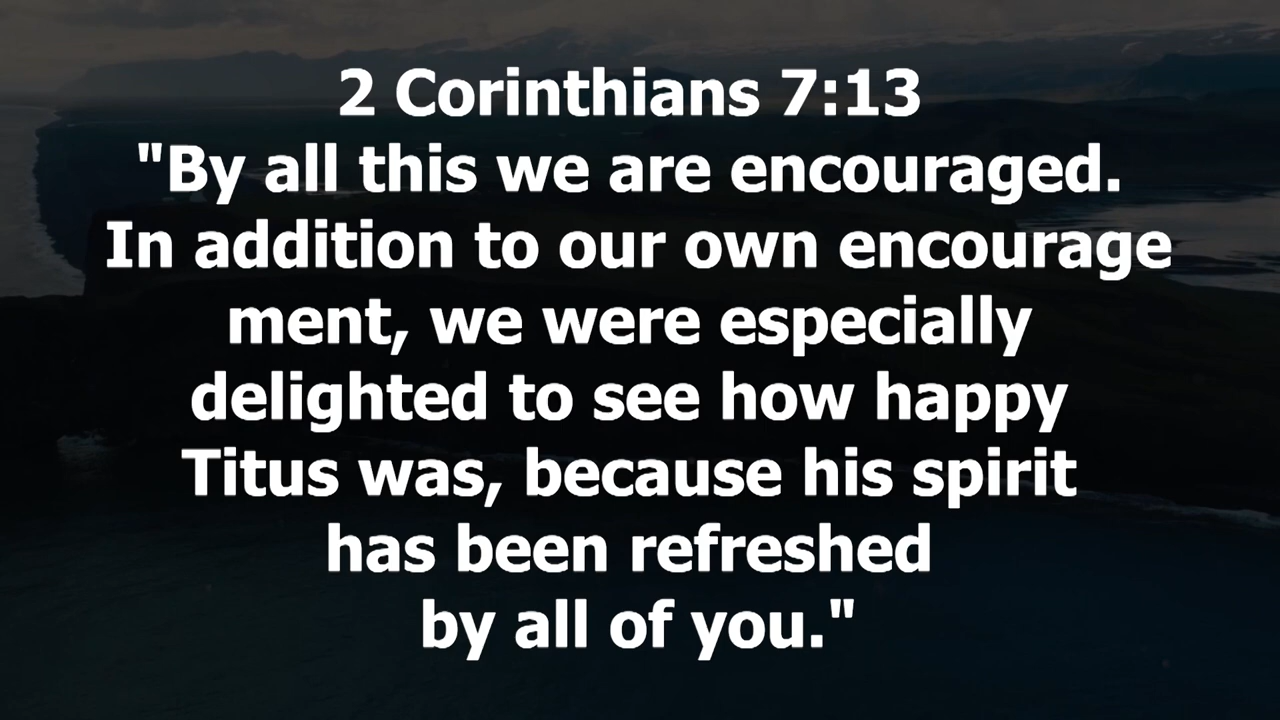 2 Corinthians 7:13
"By all this we are encouraged.
In addition to our own encourage
ment, we were especially
delighted to see how happy
Titus was, because his spirit
has been refreshed
by all of you."